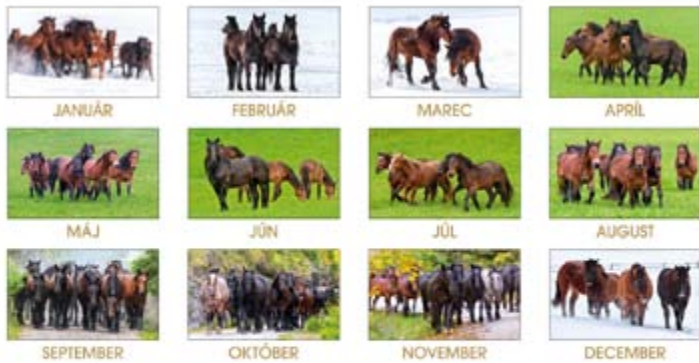 JANUÁR FEBRUÁR MAREC APRÍL
MÁJ JÚN JÚL AUGUST
SEPTEMBER OKTÓBER NOVEMBER DECEMBER